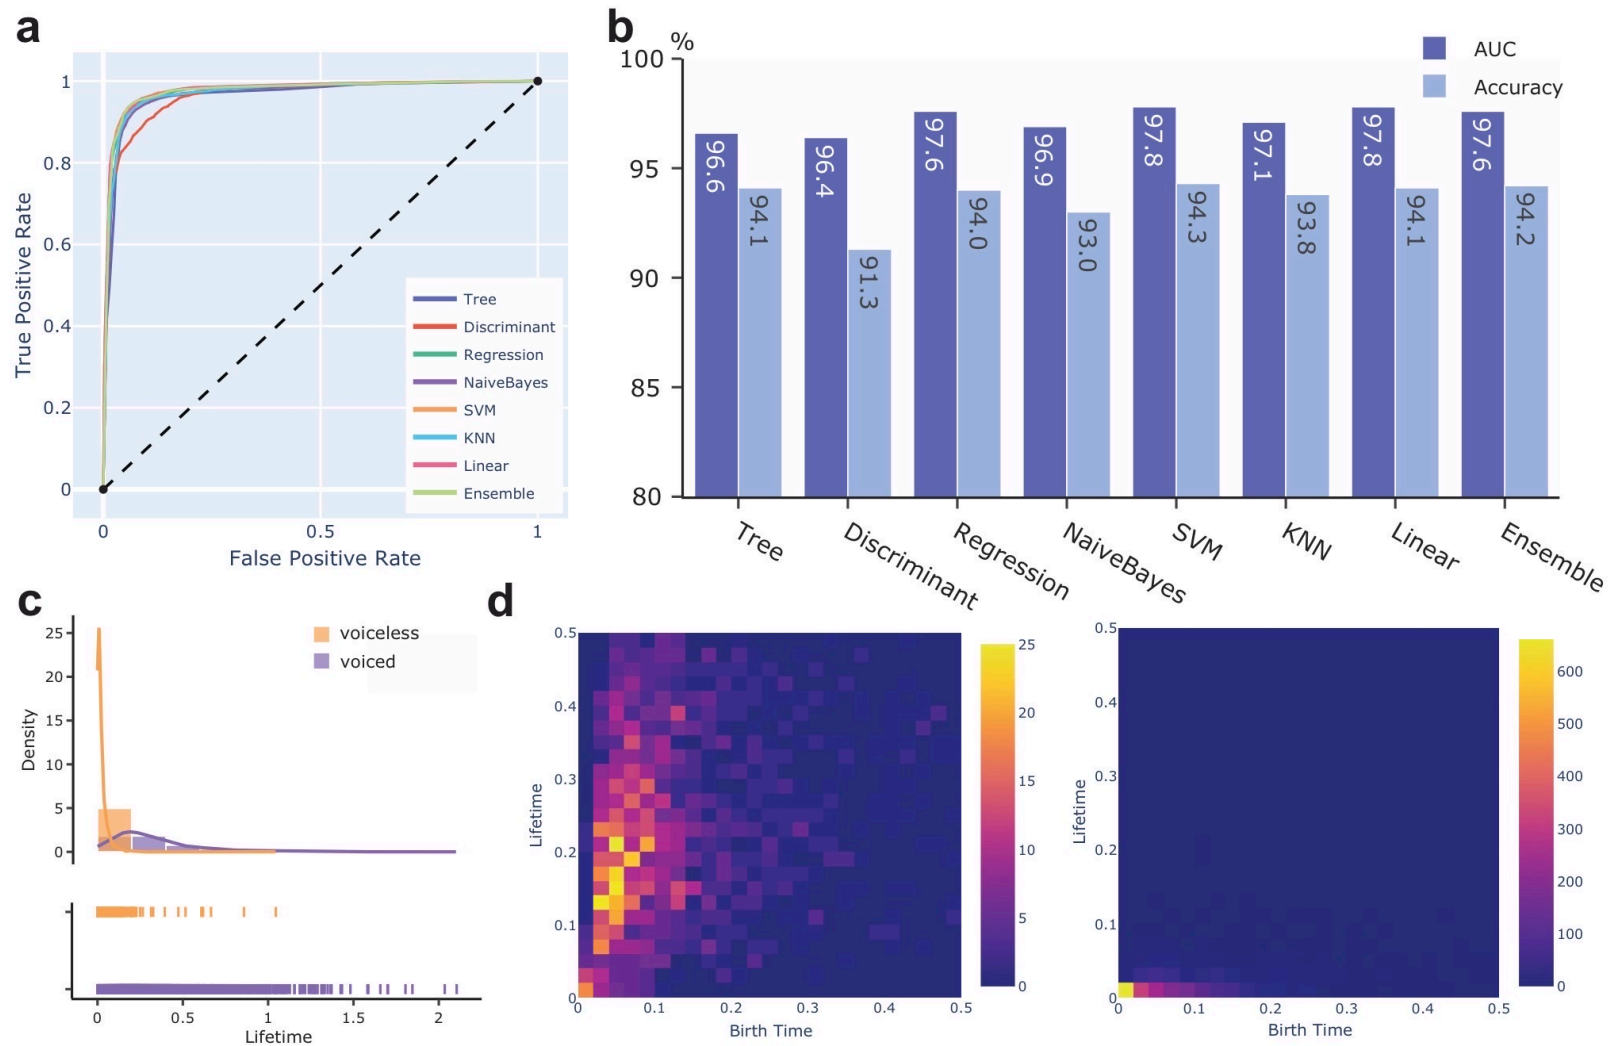 a
1
0.8
0.6
0.4
0.2
0
True Positive Rate
0
0.5
1
False Positive Rate
Tree
Discriminant
Regression
NaiveBayes
SVM
KNN
Linear
Ensemble
b
%
100
95
90
85
80
AUC
Accuracy
96.6
94.1
96.4
91.3
97.6
94.0
96.9
93.0
97.8
94.3
97.1
93.8
97.8
94.1
97.6
94.2
Tree
Discriminant
Regression
NaiveBayes
SVM
KNN
Linear
Ensemble
c
25
20
15
10
5
0
Density
voiceless
voiced
0
0.5
1
1.5
2
Lifetime
d
0.5
0.4
0.3
0.2
0.1
0
Lifetime
0
0.1
0.2
0.3
0.4
0.5
Birth Time
25
20
15
10
5
0
0.5
0.4
0.3
0.2
0.1
0
Lifetime
0
0.1
0.2
0.3
0.4
0.5
Birth Time
600
500
400
300
200
100
0